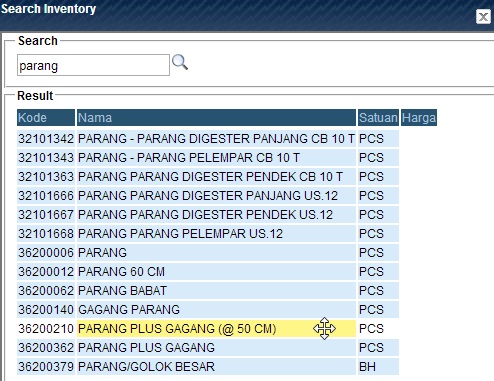 Search Inventory
Search
parang
Result
Kode Nama Satuan Harga
32101342 PARANG - PARANG DIGESTER PANJANG CB 10 T PCS
32101343 PARANG - PARANG PELEMPAR CB 10 T PCS
32101363 PARANG PARANG DIGESTER PENDEK CB 10 T PCS
32101666 PARANG PARANG DIGESTER PANJANG US.12 PCS
32101667 PARANG PARANG DIGESTER PENDEK US.12 PCS
32101668 PARANG PARANG PELEMPAR US.12 PCS
36200006 PARANG PCS
36200012 PARANG 60 CM PCS
36200062 PARANG BABAT PCS
36200140 GAGANG PARANG PCS
36200210 PARANG PLUS GAGANG (@ 50 CM) PCS
36200362 PARANG PLUS GAGANG PCS
36200379 PARANG/GOLOK BESAR BH